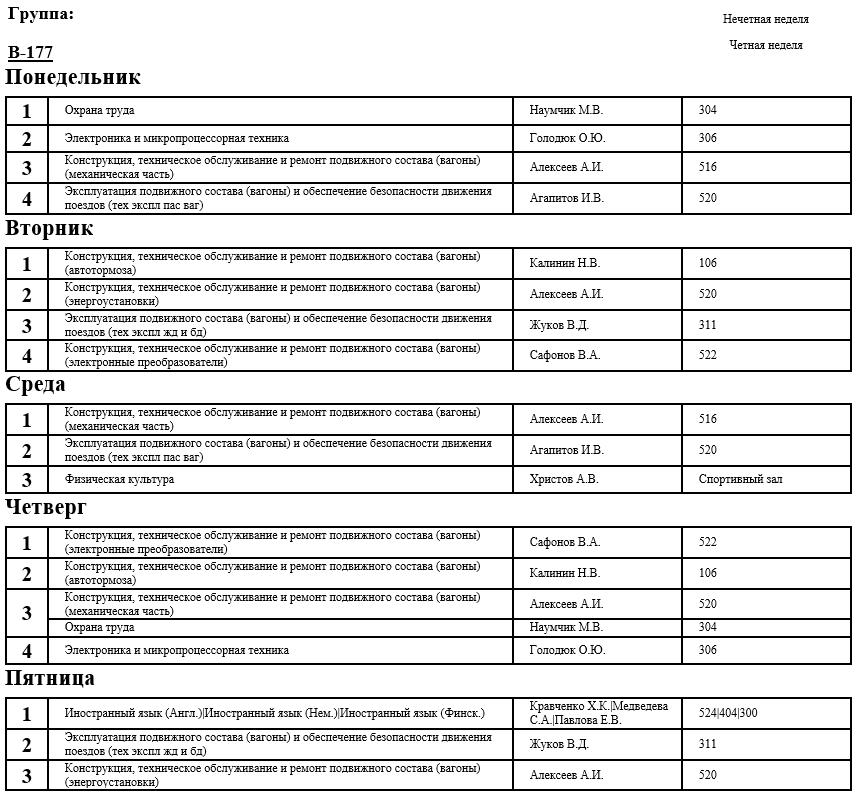 Группа:
Нечетная неделя
Четная неделя
В-177
Понедельник
1 Охрана труда Наумчик М.В. 304
2 Электроника и микропроцессорная техника Голодюк О.Ю. 306
3 Конструкция, техническое обслуживание и ремонт подвижного состава (вагоны)
(механическая часть) Алексеев А.И. 516
4 Эксплуатация подвижного состава (вагоны) и обеспечение безопасности движения
поездов (тех экспл пас ваг) Агапитов И.В. 520
Вторник
1 Конструкция, техническое обслуживание и ремонт подвижного состава (вагоны)
(автотормоза) Калинин Н.В. 106
2 Конструкция, техническое обслуживание и ремонт подвижного состава (вагоны)
(энергоустановки) Алексеев А.И. 520
3 Эксплуатация подвижного состава (вагоны) и обеспечение безопасности движения
поездов (тех экспл жд и бд) Жуков В.Д. 311
4 Конструкция, техническое обслуживание и ремонт подвижного состава (вагоны)
(электронные преобразователи) Сафонов В.А. 522
Среда
1 Конструкция, техническое обслуживание и ремонт подвижного состава (вагоны)
(механическая часть) Алексеев А.И. 516
2 Эксплуатация подвижного состава (вагоны) и обеспечение безопасности движения
поездов (тех экспл пас ваг) Агапитов И.В. 520
3 Физическая культура Христов А.В. Спортивный зал
Четверг
1 Конструкция, техническое обслуживание и ремонт подвижного состава (вагоны)
(электронные преобразователи) Сафонов В.А. 522
2 Конструкция, техническое обслуживание и ремонт подвижного состава (вагоны)
(автотормоза) Калинин Н.В. 106
3 Конструкция, техническое обслуживание и ремонт подвижного состава (вагоны)
(механическая часть) Алексеев А.И. 520
Охрана труда Наумчик М.В. 304
4 Электроника и микропроцессорная техника Голодюк О.Ю. 306
Пятница
1 Иностранный язык (Англ.)|Иностранный язык (Нем.)|Иностранный язык (Финск.) Кравченко Х.К.|Медведева
С.А.|Павлова Е.В. 524|404|300
2 Эксплуатация подвижного состава (вагоны) и обеспечение безопасности движения
поездов (тех экспл жд и бд) Жуков В.Д. 311
3 Конструкция, техническое обслуживание и ремонт подвижного состава (вагоны)
(энергоустановки) Алексеев А.И. 520